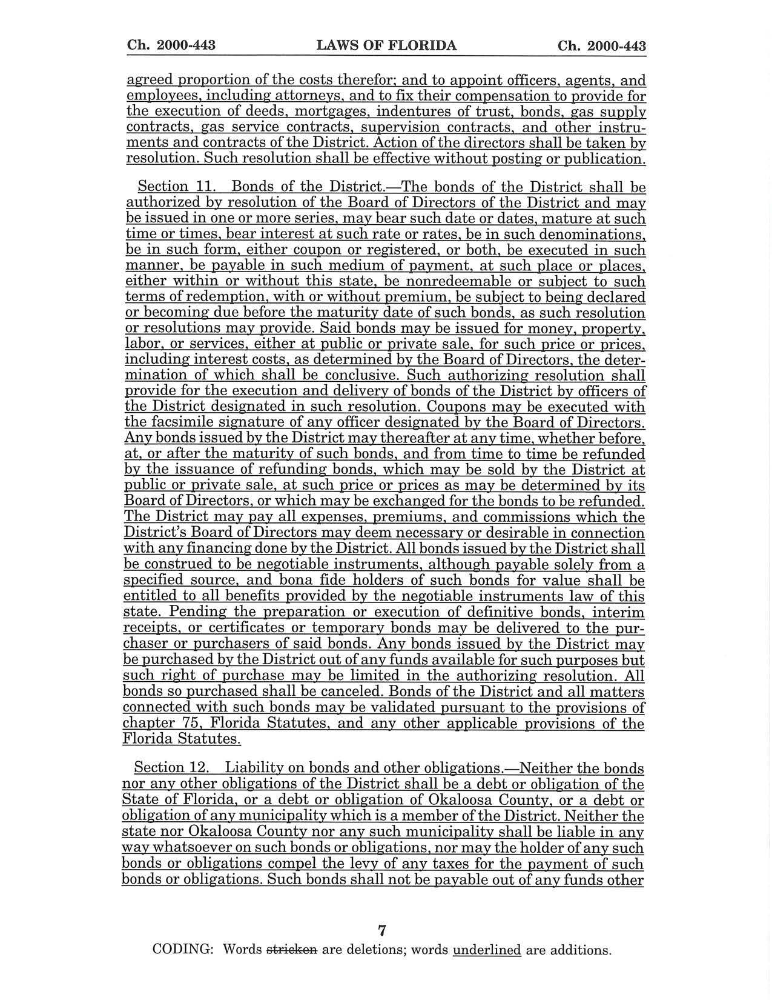 Ch. 2000-443 LAWS OF FLORIDA Ch. 2000-443
agreed proportion of the costs therefor; and to appoint officers, agents, and
employees, including attorneys, and to fix their compensation to provide for
the execution of deeds, mortgages, indentures of trust, bonds, gas supply
contracts, gas service contracts, supervision contracts, and other instru-
ments and contracts of the District. Action of the directors shall be taken by
resolution. Such resolution shall be effective without posting or publication.
Section 11. Bonds of the District.—The bonds of the District shall be
authorized by resolution of the Board of Directors of the District and may
be issued in one or more series, may bear such date or dates, mature at such
time or times, bear interest at such rate or rates, be in such denominations,
be in such form, either coupon or registered, or both, be executed in such
manner, be payable in such medium of payment, at such place or places,
either within or without this state, be nonredeemable or subject to such
terms of redemption, with or without premium, be subject to being declared
or becoming due before the maturity date of such bonds, as such resolution
or resolutions may provide. Said bonds may be issued for money, property,
labor, or services, either at public or private sale, for such price or prices,
including interest costs, as determined by the Board of Directors, the deter-
mination of which shall be conclusive. Such authorizing resolution shall
provide for the execution and delivery of bonds of the District by officers of
the District designated in such resolution. Coupons may be executed with
the facsimile signature of any officer designated by the Board of Directors.
Any bonds issued by the District may thereafter at any time, whether before,
at, or after the maturity of such bonds, and from time to time be refunded
by the issuance of refunding bonds, which may be sold by the District at
public or private sale, at such price or prices as may be determined by its
Board of Directors, or which may be exchanged for the bonds to be refunded.
The District may pay all expenses, premiums, and commissions which the
District's Board of Directors may deem necessary or desirable in connection
with any financing done by the District. All bonds issued by the District shall
be construed to be negotiable instruments, although payable solely from a
specified source, and bona fide holders of such bonds for value shall be
entitled to all benefits provided by the negotiable instruments law of this
state. Pending the preparation or execution of definitive bonds, interim
receipts, or certificates or temporary bonds may be delivered to the pur-
chaser or purchasers of said bonds. Any bonds issued by the District may
be purchased by the District out of any funds available for such purposes but
such right of purchase may be limited in the authorizing resolution. All
bonds so purchased shall be canceled. Bonds of the District and all matters
connected with such bonds may be validated pursuant to the provisions of
chapter 75, Florida Statutes, and any other applicable provisions of the
Florida Statutes.
Section 12. Liability on bonds and other obligations.—Neither the bonds
nor any other obligations of the District shall be a debt or obligation of the
State of Florida, or a debt or obligation of Okaloosa County, or a debt or
obligation of any municipality which is a member of the District. Neither the
state nor Okaloosa County nor any such municipality shall be liable in any
way whatsoever on such bonds or obligations, nor may the holder of any such
bonds or obligations compel the levy of any taxes for the payment of such
bonds or obligations. Such bonds shall not be payable out of any funds other
7
CODING: Words stricken are deletions; words underlined are additions.